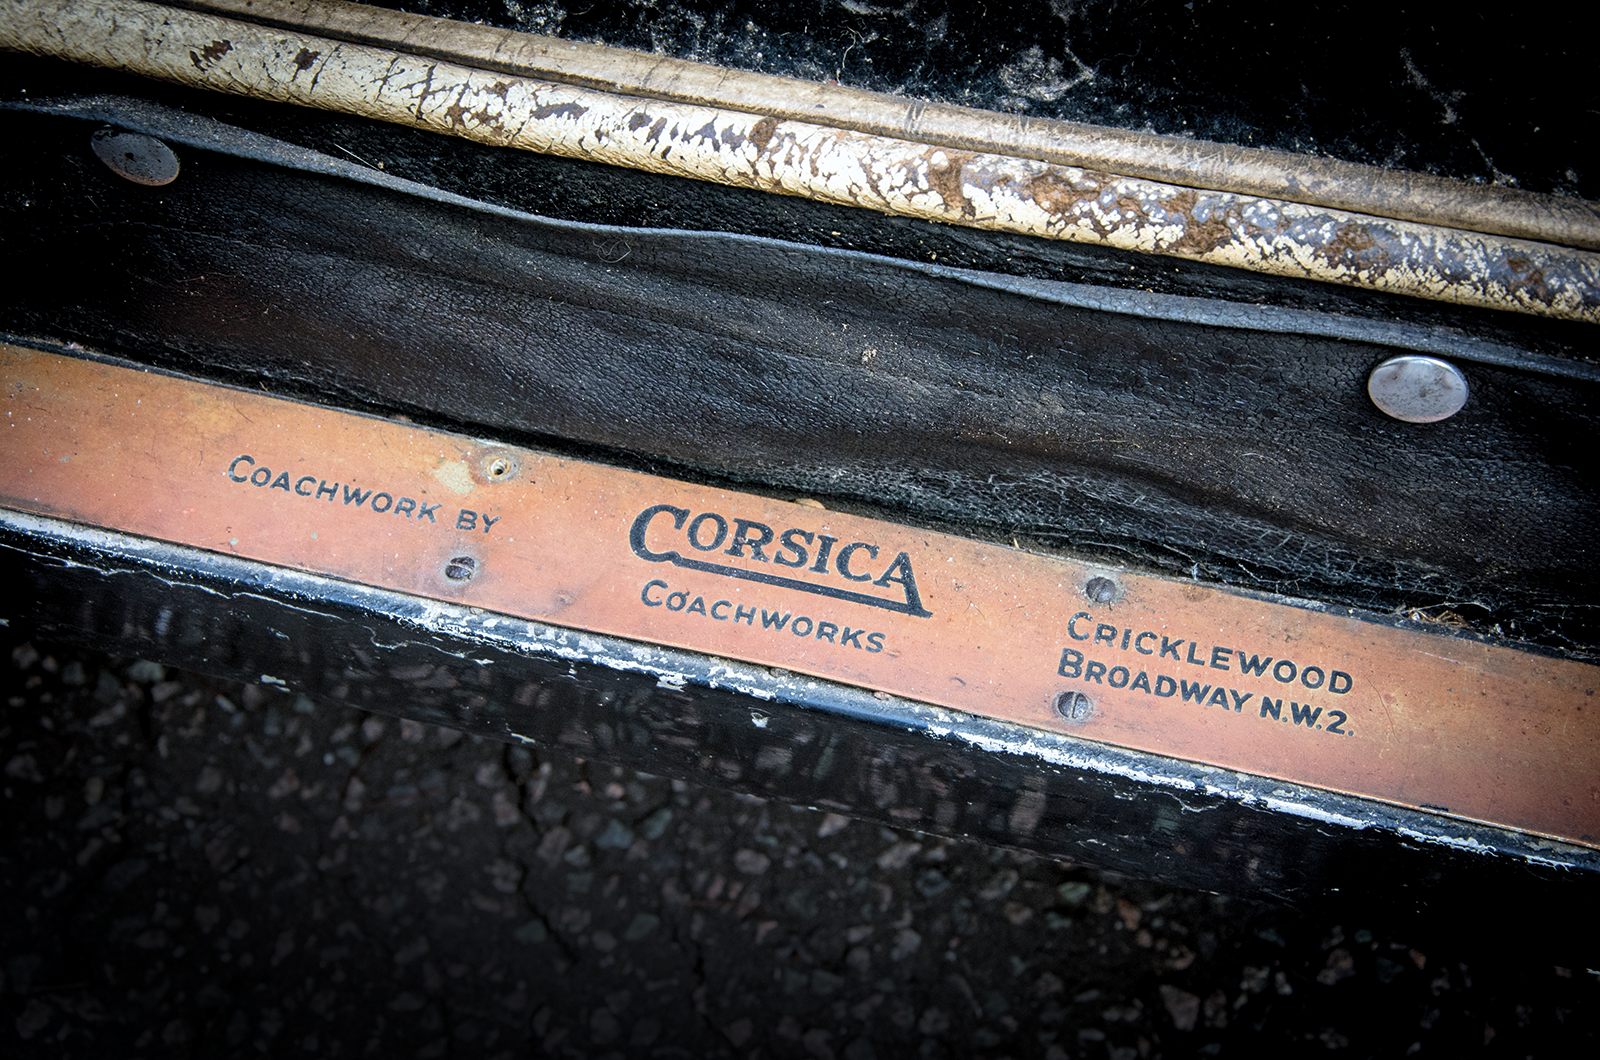 COACHWORK BY
CORSICA
COACHWORKS
CRICKLEWOOD
BROADWAY N.W.2.